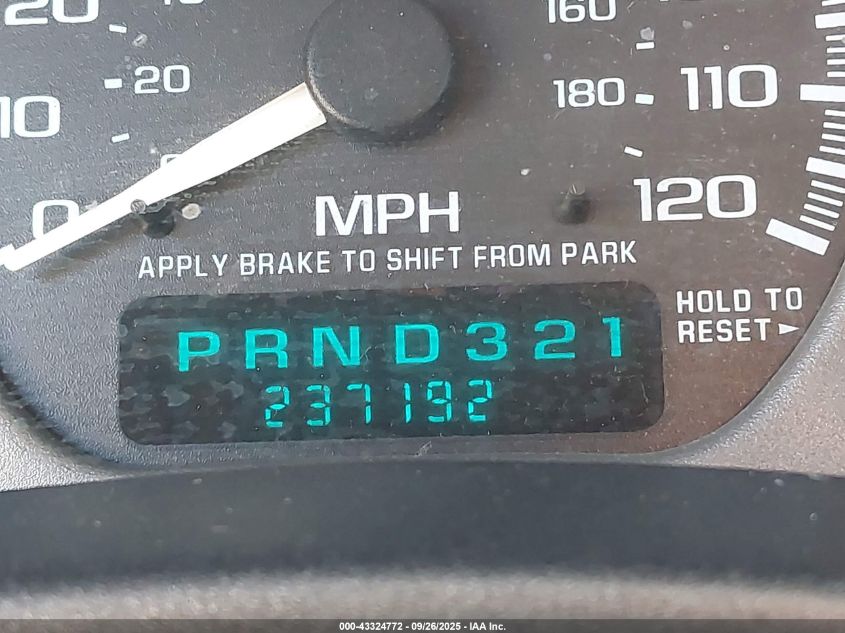 20
160
20
180
110
10
0
MPH
120
APPLY BRAKE TO SHIFT FROM PARK
HOLD TO
RESET►
PRND321
237192
000-43324772 - 09/26/2025 - IAA Inc.